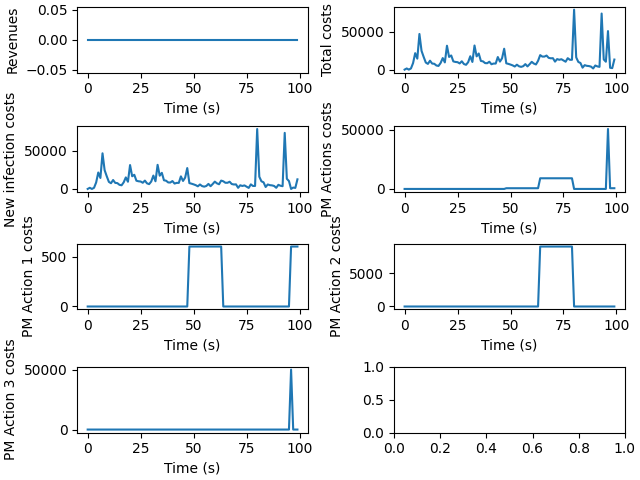 Revenues
0.05
0.00
−0.05
0 25 50 75 100
Time (s)
Total costs
50000
0
0 25 50 75 100
Time (s)
New infection costs
50000
0
0 25 50 75 100
Time (s)
PM Actions costs
50000
0
0 25 50 75 100
Time (s)
PM Action 1 costs
500
0
0 25 50 75 100
Time (s)
PM Action 2 costs
5000
0
0 25 50 75 100
Time (s)
PM Action 3 costs
50000
0
0 25 50 75 100
Time (s)
1.0
0.5
0.0
0.0 0.2 0.4 0.6 0.8 1.0